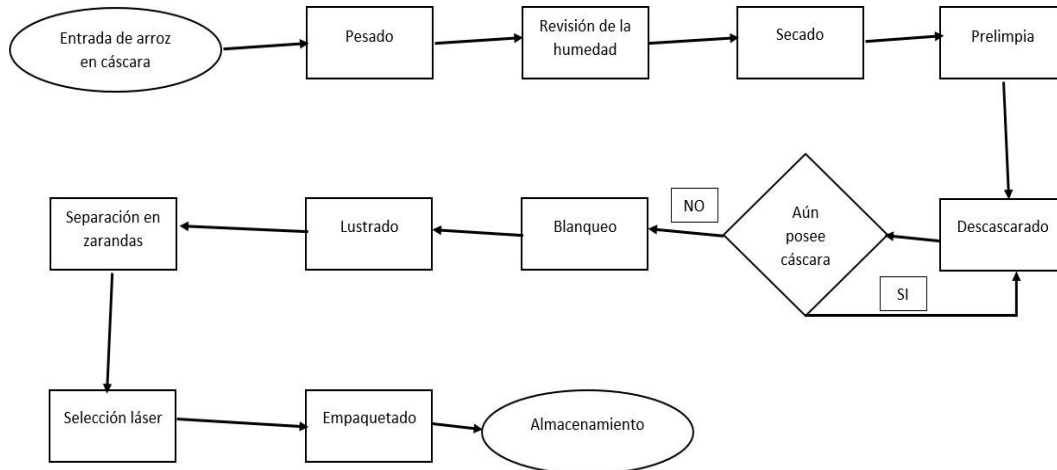 Entrada de arroz
en cáscara
Pesado
Revisión de la
humedad
Secado
Prelimpia
Descascarado
Aún
posee
cáscara
SI
NO
Blanqueo
Lustrado
Separación en
zarandas
Selección láser
Empaquetado
Almacenamiento